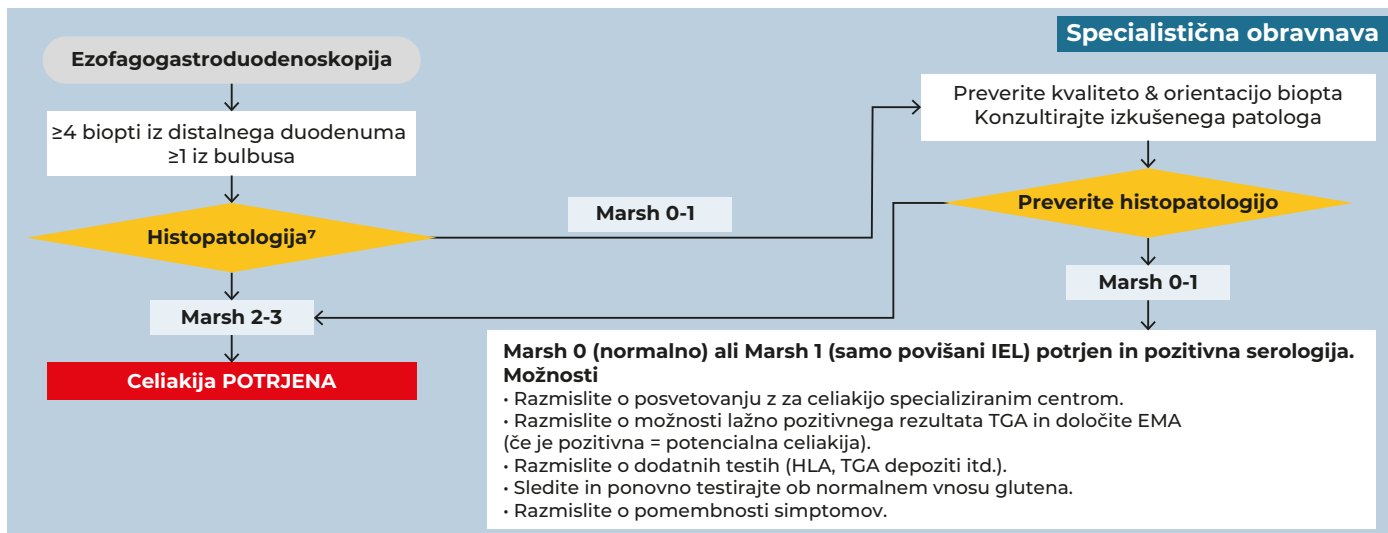 Specialistična obravnava
Ezofagogastroduodenoskopija
≥4 biopti iz distalnega duodenuma
≥1 iz bulbusa
Histopatologija⁷
Marsh 0-1
Preverite kvaliteto & orientacijo biopta
Konzultirajte izkušenega patologa
Preverite histopatologijo
Marsh 0-1
Marsh 2-3
Celiakija POTRJENA
Marsh 0 (normalno) ali Marsh 1 (samo povišani IEL) potrjen in pozitivna serologija.
Možnosti
• Razmislite o posvetovanju z za celiakijo specializiranim centrom.
• Razmislite o možnosti lažno pozitivnega rezultata TGA in določite EMA
(če je pozitivna = potencialna celiakija).
• Razmislite o dodatnih testih (HLA, TGA depoziti itd.).
• Sledite in ponovno testirajte ob normalnem vnosu glutena.
• Razmislite o pomembnosti simptomov.